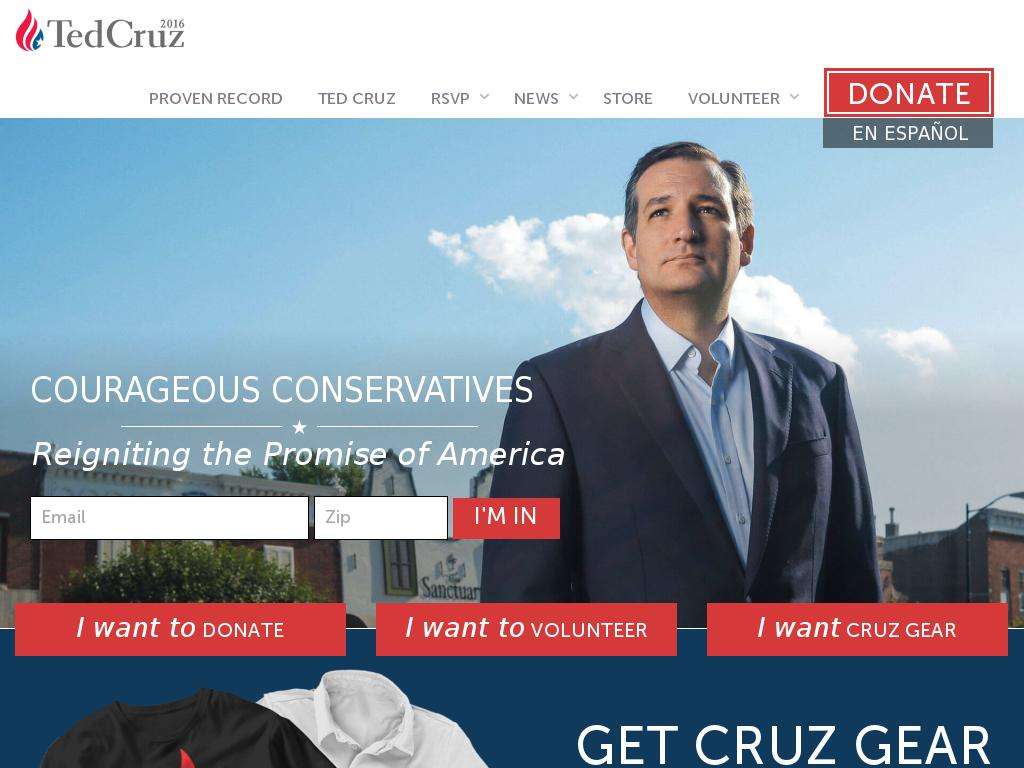 TedCruz 2016
PROVEN RECORD TED CRUZ RSVP NEWS STORE VOLUNTEER DONATE
EN ESPAÑOL
COURAGEOUS CONSERVATIVES
Reigniting the Promise of America
Email Zip I'M IN
Sanctuary
I want to DONATE I want to VOLUNTEER I want CRUZ GEAR
GET CRUZ GEAR